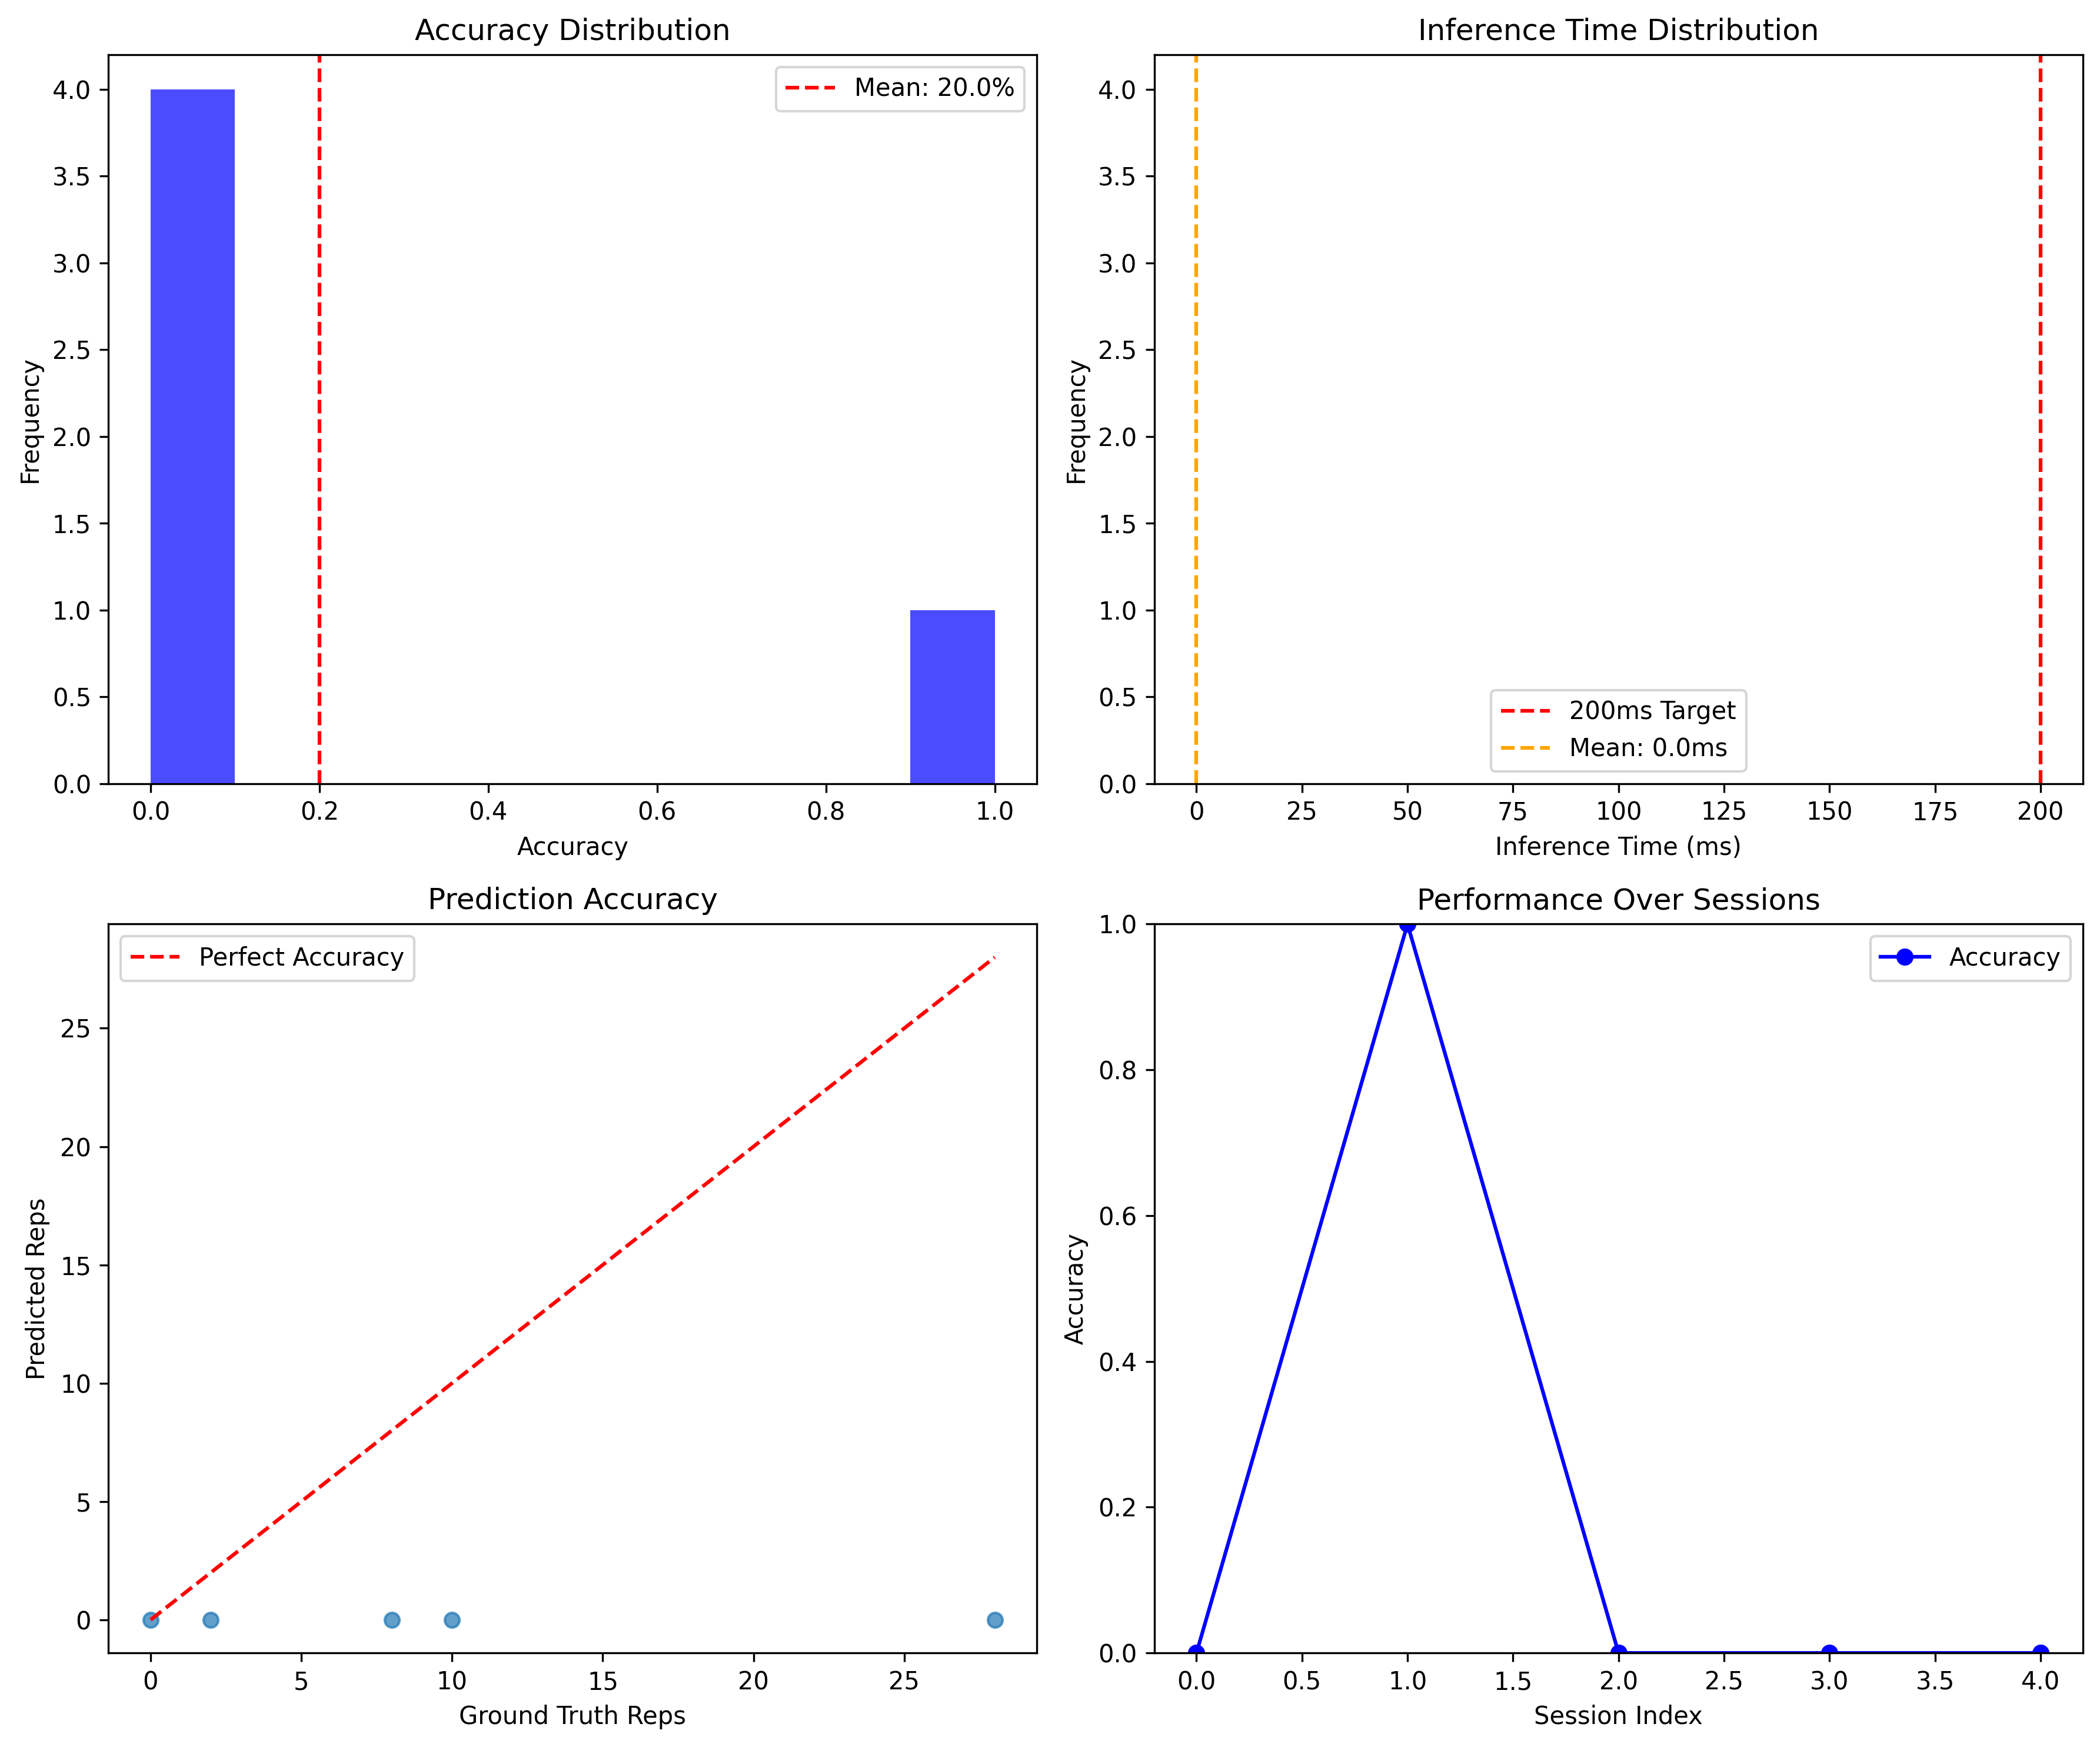 Accuracy Distribution
Mean: 20.0%
4.0
3.5
3.0
2.5
2.0
1.5
1.0
0.5
0.0
Frequency
0.0 0.2 0.4 0.6 0.8 1.0
Accuracy
Inference Time Distribution
4.0
3.5
3.0
2.5
2.0
1.5
1.0
0.5
0.0
Frequency
200ms Target
Mean: 0.0ms
0 25 50 75 100 125 150 175 200
Inference Time (ms)
Prediction Accuracy
Perfect Accuracy
25
20
15
10
5
0
Predicted Reps
0 5 10 15 20 25
Ground Truth Reps
Performance Over Sessions
Accuracy
1.0
0.8
0.6
0.4
0.2
0.0
Accuracy
0.0 0.5 1.0 1.5 2.0 2.5 3.0 3.5 4.0
Session Index